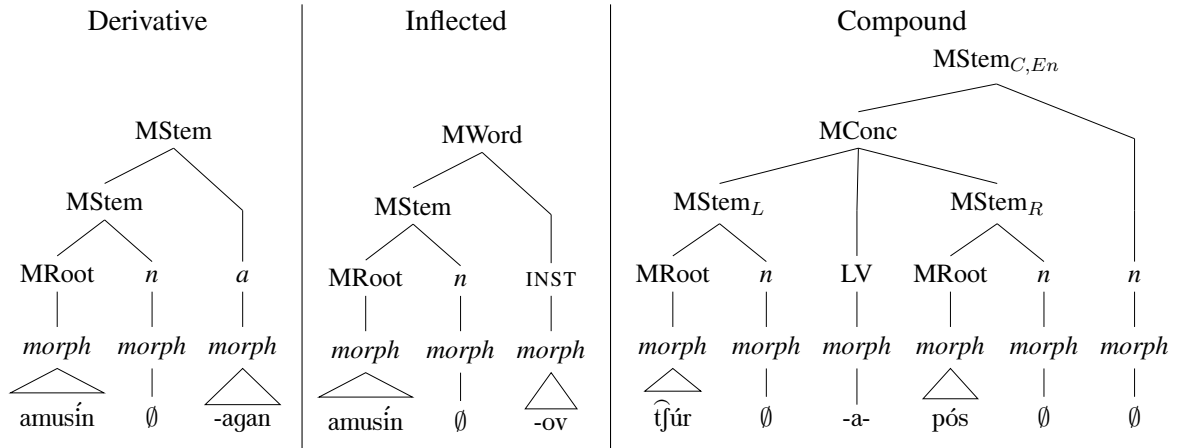 Derivative Inflected Compound
MStem_{C,En}
MStem MWord MConc
MStem MStem MStem_L MStem_R
MRoot n a MRoot n INST MRoot n LV MRoot n n
morph morph morph morph morph morph morph morph morph morph morph morph
amusín ∅ -agan amusín ∅ -ov t͡ʃúr ∅ -a- pós ∅ ∅